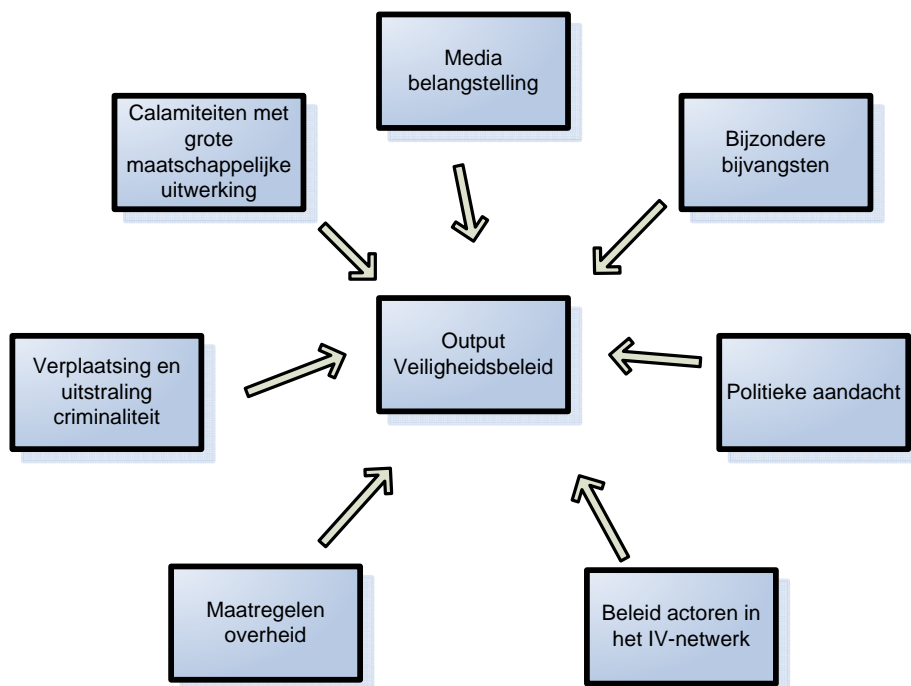 Media
belangstelling
Calamiteiten met
grote
maatschappelijke
uitwerking
Bijzondere
bijvangsten
Output
Veiligheidsbeleid
Verplaatsing en
uitstraling
criminaliteit
Politieke aandacht
Maatregelen
overheid
Beleid actoren in
het IV-netwerk